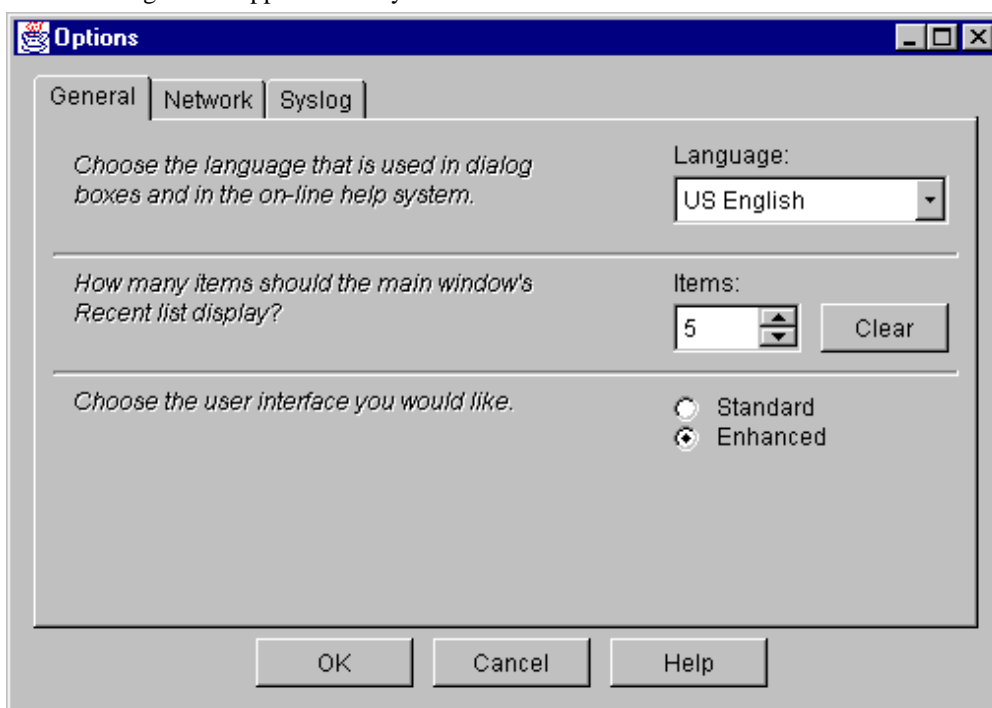 Options
General Network Syslog
Choose the language that is used in dialog
boxes and in the on-line help system.
Language:
US English
How many items should the main window's
Recent list display?
Items:
5 Clear
Choose the user interface you would like.
Standard
Enhanced
OK Cancel Help